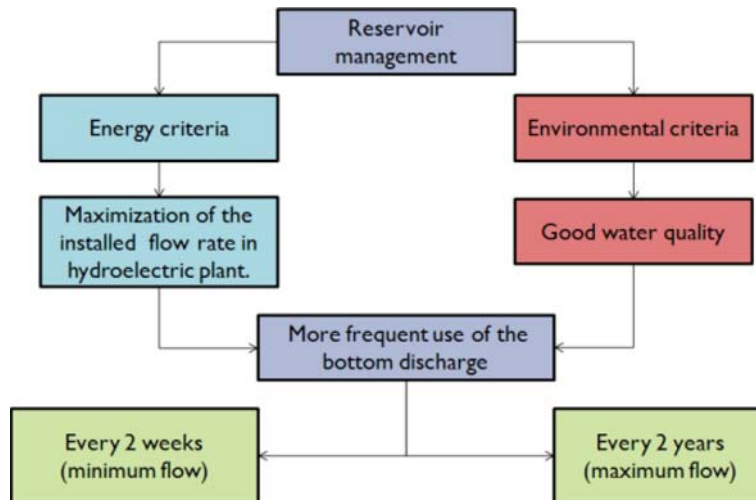 Reservoir
management
Energy criteria
Environmental criteria
Maximization of the
installed flow rate in
hydroelectric plant.
Good water quality
More frequent use of the
bottom discharge
Every 2 weeks
(minimum flow)
Every 2 years
(maximum flow)